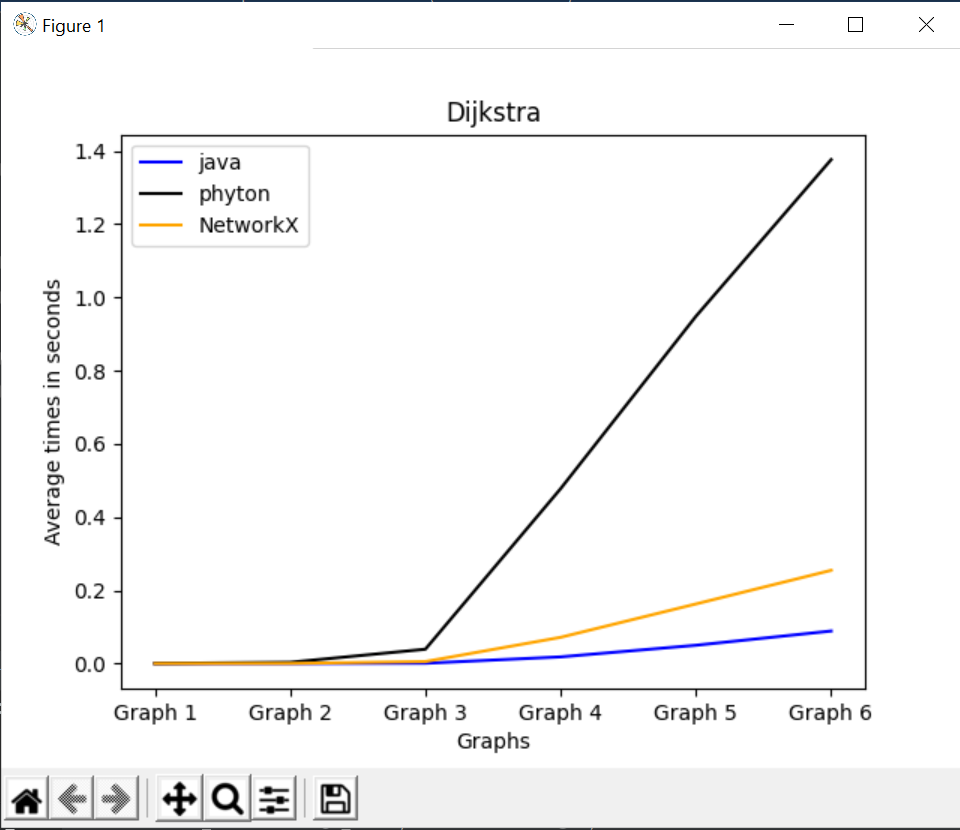 Figure 1
Dijkstra
java
phyton
NetworkX
1.4
1.2
1.0
0.8
0.6
0.4
0.2
0.0
Average times in seconds
Graph 1 Graph 2 Graph 3 Graph 4 Graph 5 Graph 6
Graphs